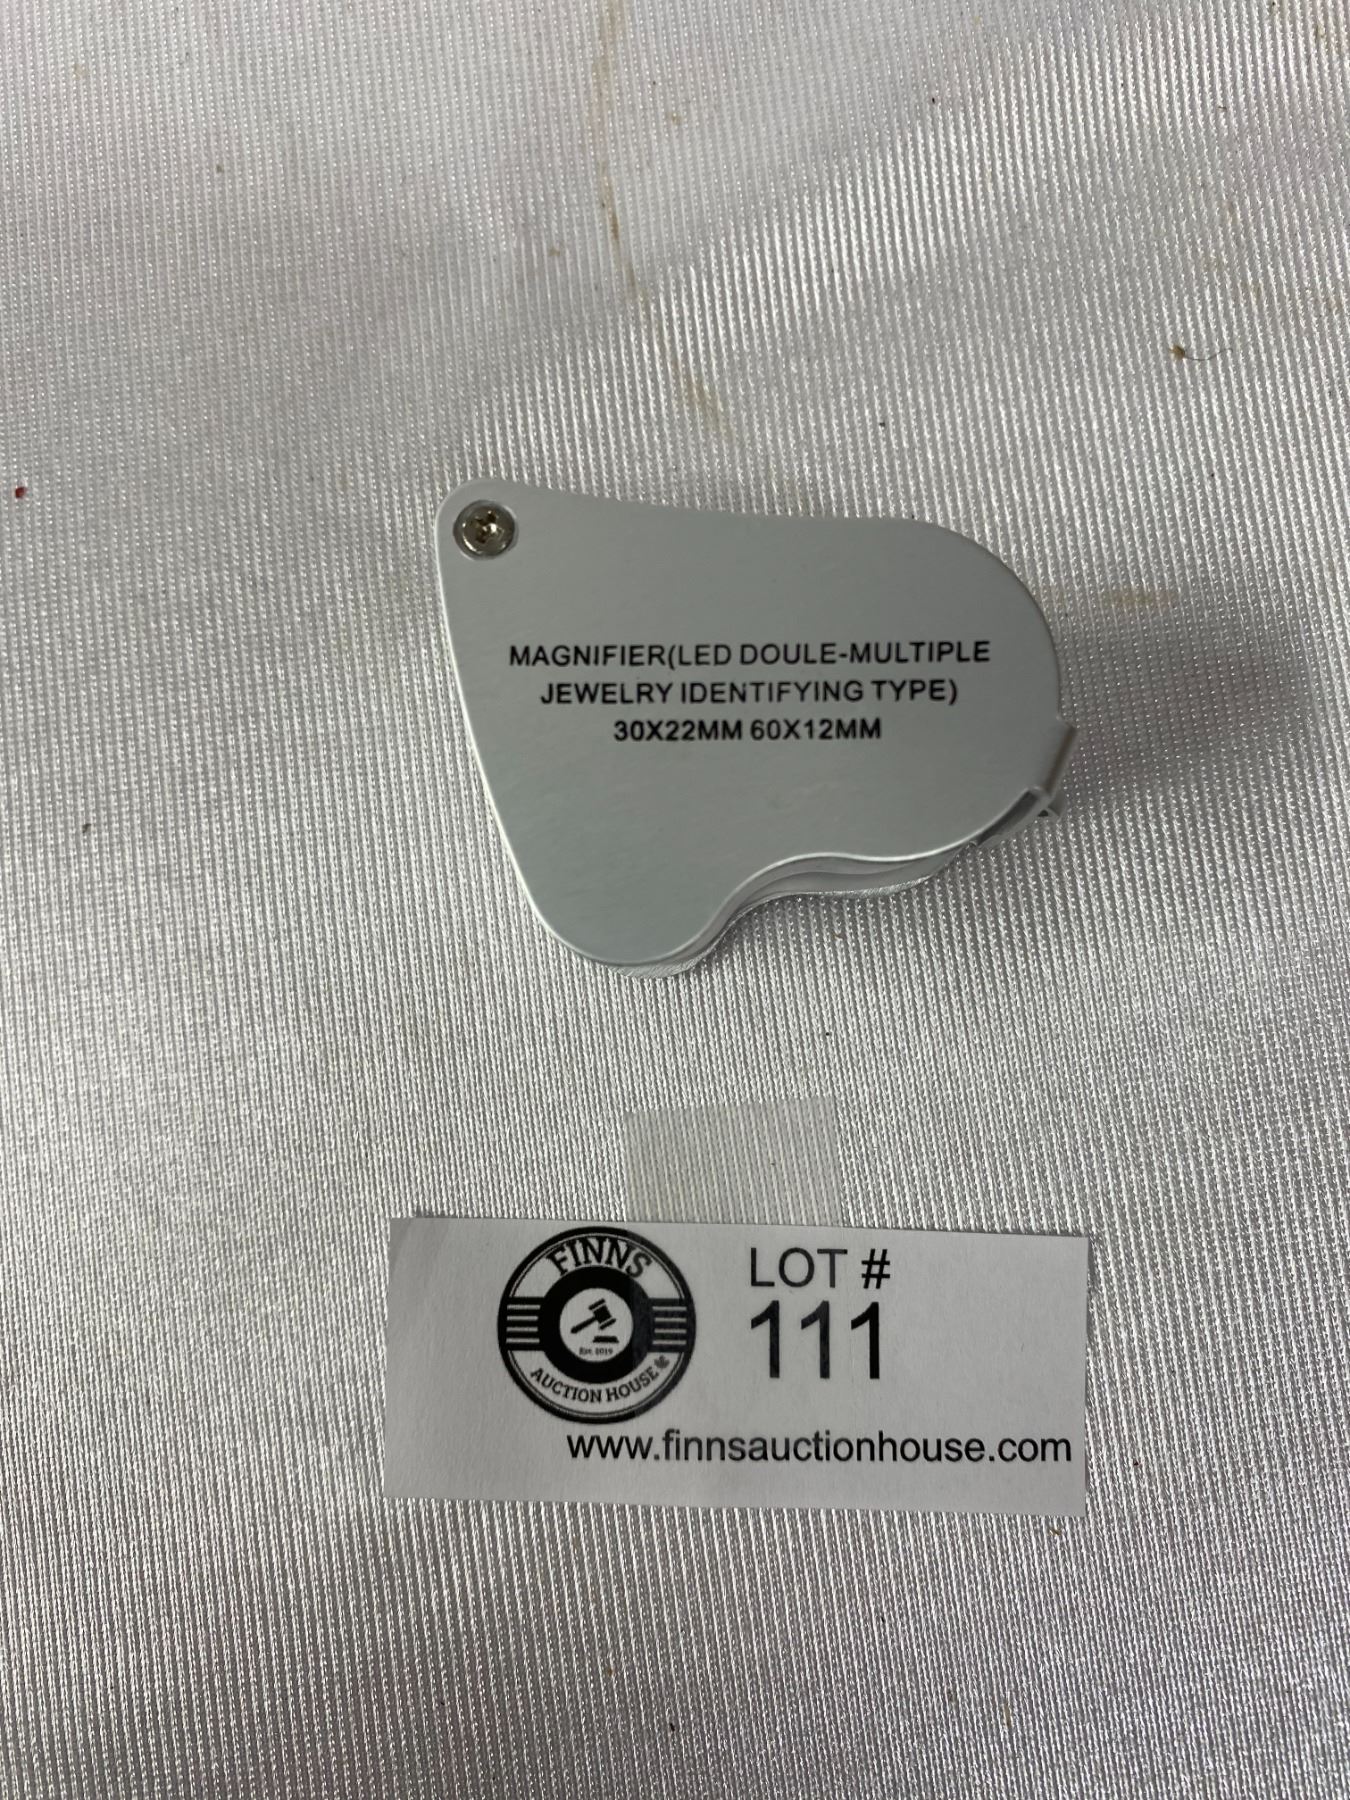 MAGNIFIER(LED DOULE-MULTIPLE
JEWELRY IDENTIFYING TYPE)
30X22MM 60X12MM
FINNS
Est. 2019
AUCTION HOUSE
LOT #
111
www.finnsauctionhouse.com